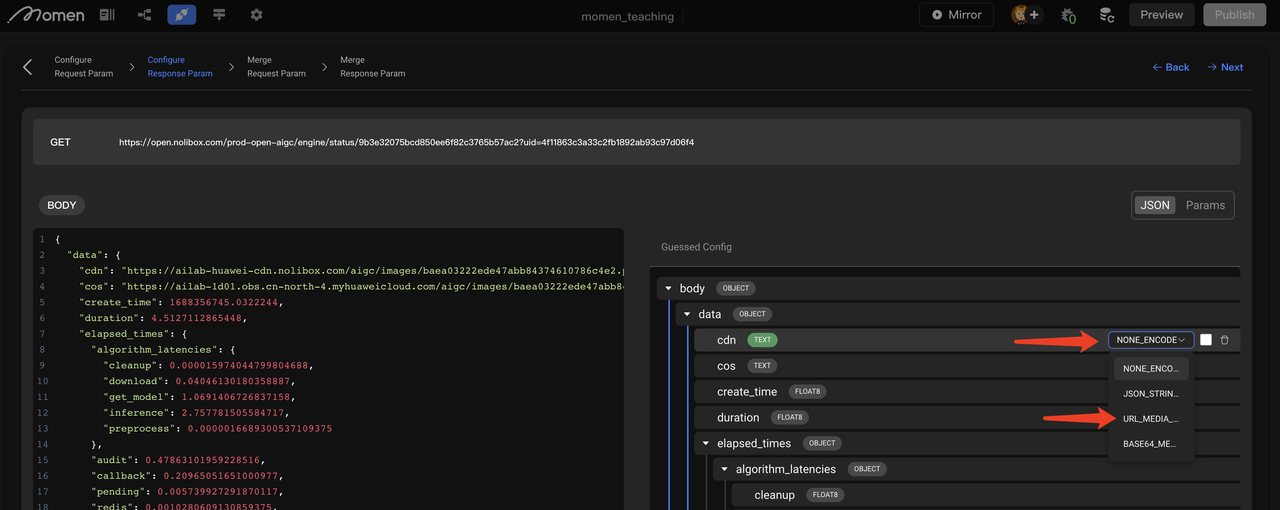 Momen
momen_teaching
Mirror
Preview
Publish
Configure
Request Param
Configure
Response Param
Merge
Request Param
Merge
Response Param
Back
Next
GET
https://open.nolibox.com/prod-open-aigc/engine/status/9b3e32075bcd850ee6f82c3765b57ac2?uid=4f11863c3a33c2fb1892ab93c97d06f4
BODY
JSON
Params
1 {
2 "data": {
3 "cdn": "https://ailab-huawei-cdn.nolibox.com/aigc/images/baea03222ede47abb84374610786c4e2.p
4 "cos": "https://ailab-1d01.obs.cn-north-4.myhuaweicloud.com/aigc/images/baea03222ede47abb84
5 "create_time": 1688356745.0322244,
6 "duration": 4.5127112865448,
7 "elapsed_times": {
8 "algorithm_latencies": {
9 "cleanup": 0.000015974044799804688,
10 "download": 0.04046130180358887,
11 "get_model": 1.0691406726837158,
12 "inference": 2.757781505584717,
13 "preprocess": 0.0000016689300537109375
14 },
15 "audit": 0.47863101959228516,
16 "callback": 0.20965051651000977,
17 "pending": 0.005739927291870117,
18 "redis": 0.0010280609130859375,
Guessed Config
body OBJECT
data OBJECT
cdn TEXT NONE_ENCODE
cos TEXT NONE_ENCO...
create_time FLOAT8 JSON_STRIN...
duration FLOAT8 URL_MEDIA_...
elapsed_times OBJECT BASE64_ME...
algorithm_latencies OBJECT
cleanup FLOAT8